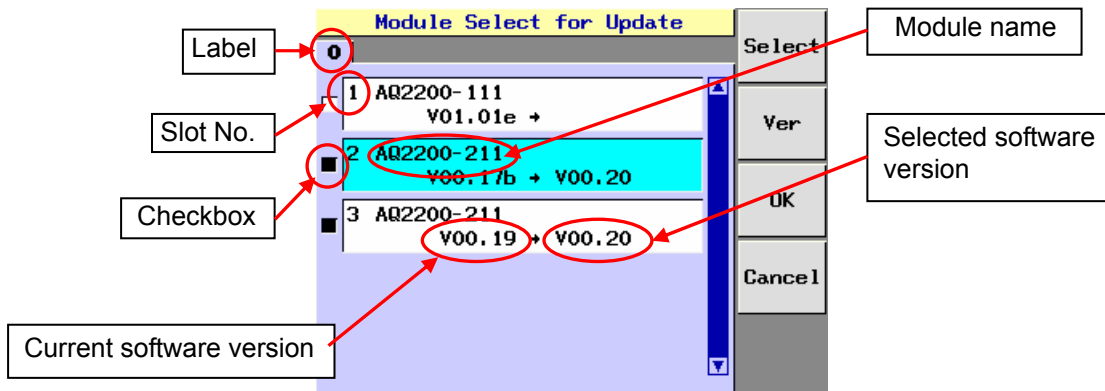 Module Select for Update
Label
0
Select
Module name
1 AQ2200-111
V01.01e →
Slot No.
Ver
2 AQ2200-211
V00.17b → V00.20
Selected software
version
Checkbox
OK
3 AQ2200-211
V00.19 → V00.20
Cancel
Current software version